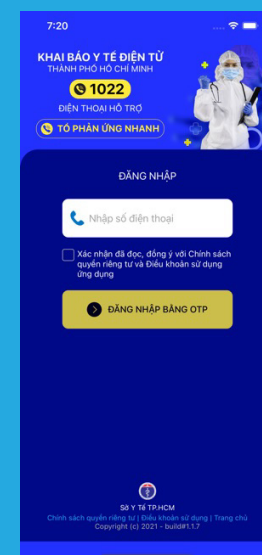 7:20
KHAI BÁO Y TẾ ĐIỆN TỬ
THÀNH PHỐ HỒ CHÍ MINH
1022
ĐIỆN THOẠI HỖ TRỢ
TỔ PHẢN ỨNG NHANH
ĐĂNG NHẬP
Nhập số điện thoại
Xác nhận đã đọc, đồng ý với Chính sách
quyền riêng tư và Điều khoản sử dụng
ứng dụng
ĐĂNG NHẬP BẰNG OTP
Sở Y Tế TP.HCM
Chính sách quyền riêng tư | Điều khoản sử dụng | Trang chủ
Copyright (c) 2021 - build#1.1.7